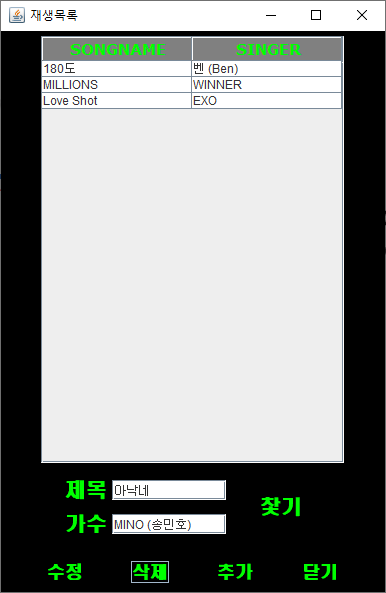 재생목록
SONGNAME SINGER
180도 벤 (Ben)
MILLIONS WINNER
Love Shot EXO
제목 아낙네
찾기
가수 MINO (송민호)
수정 삭제 추가 닫기